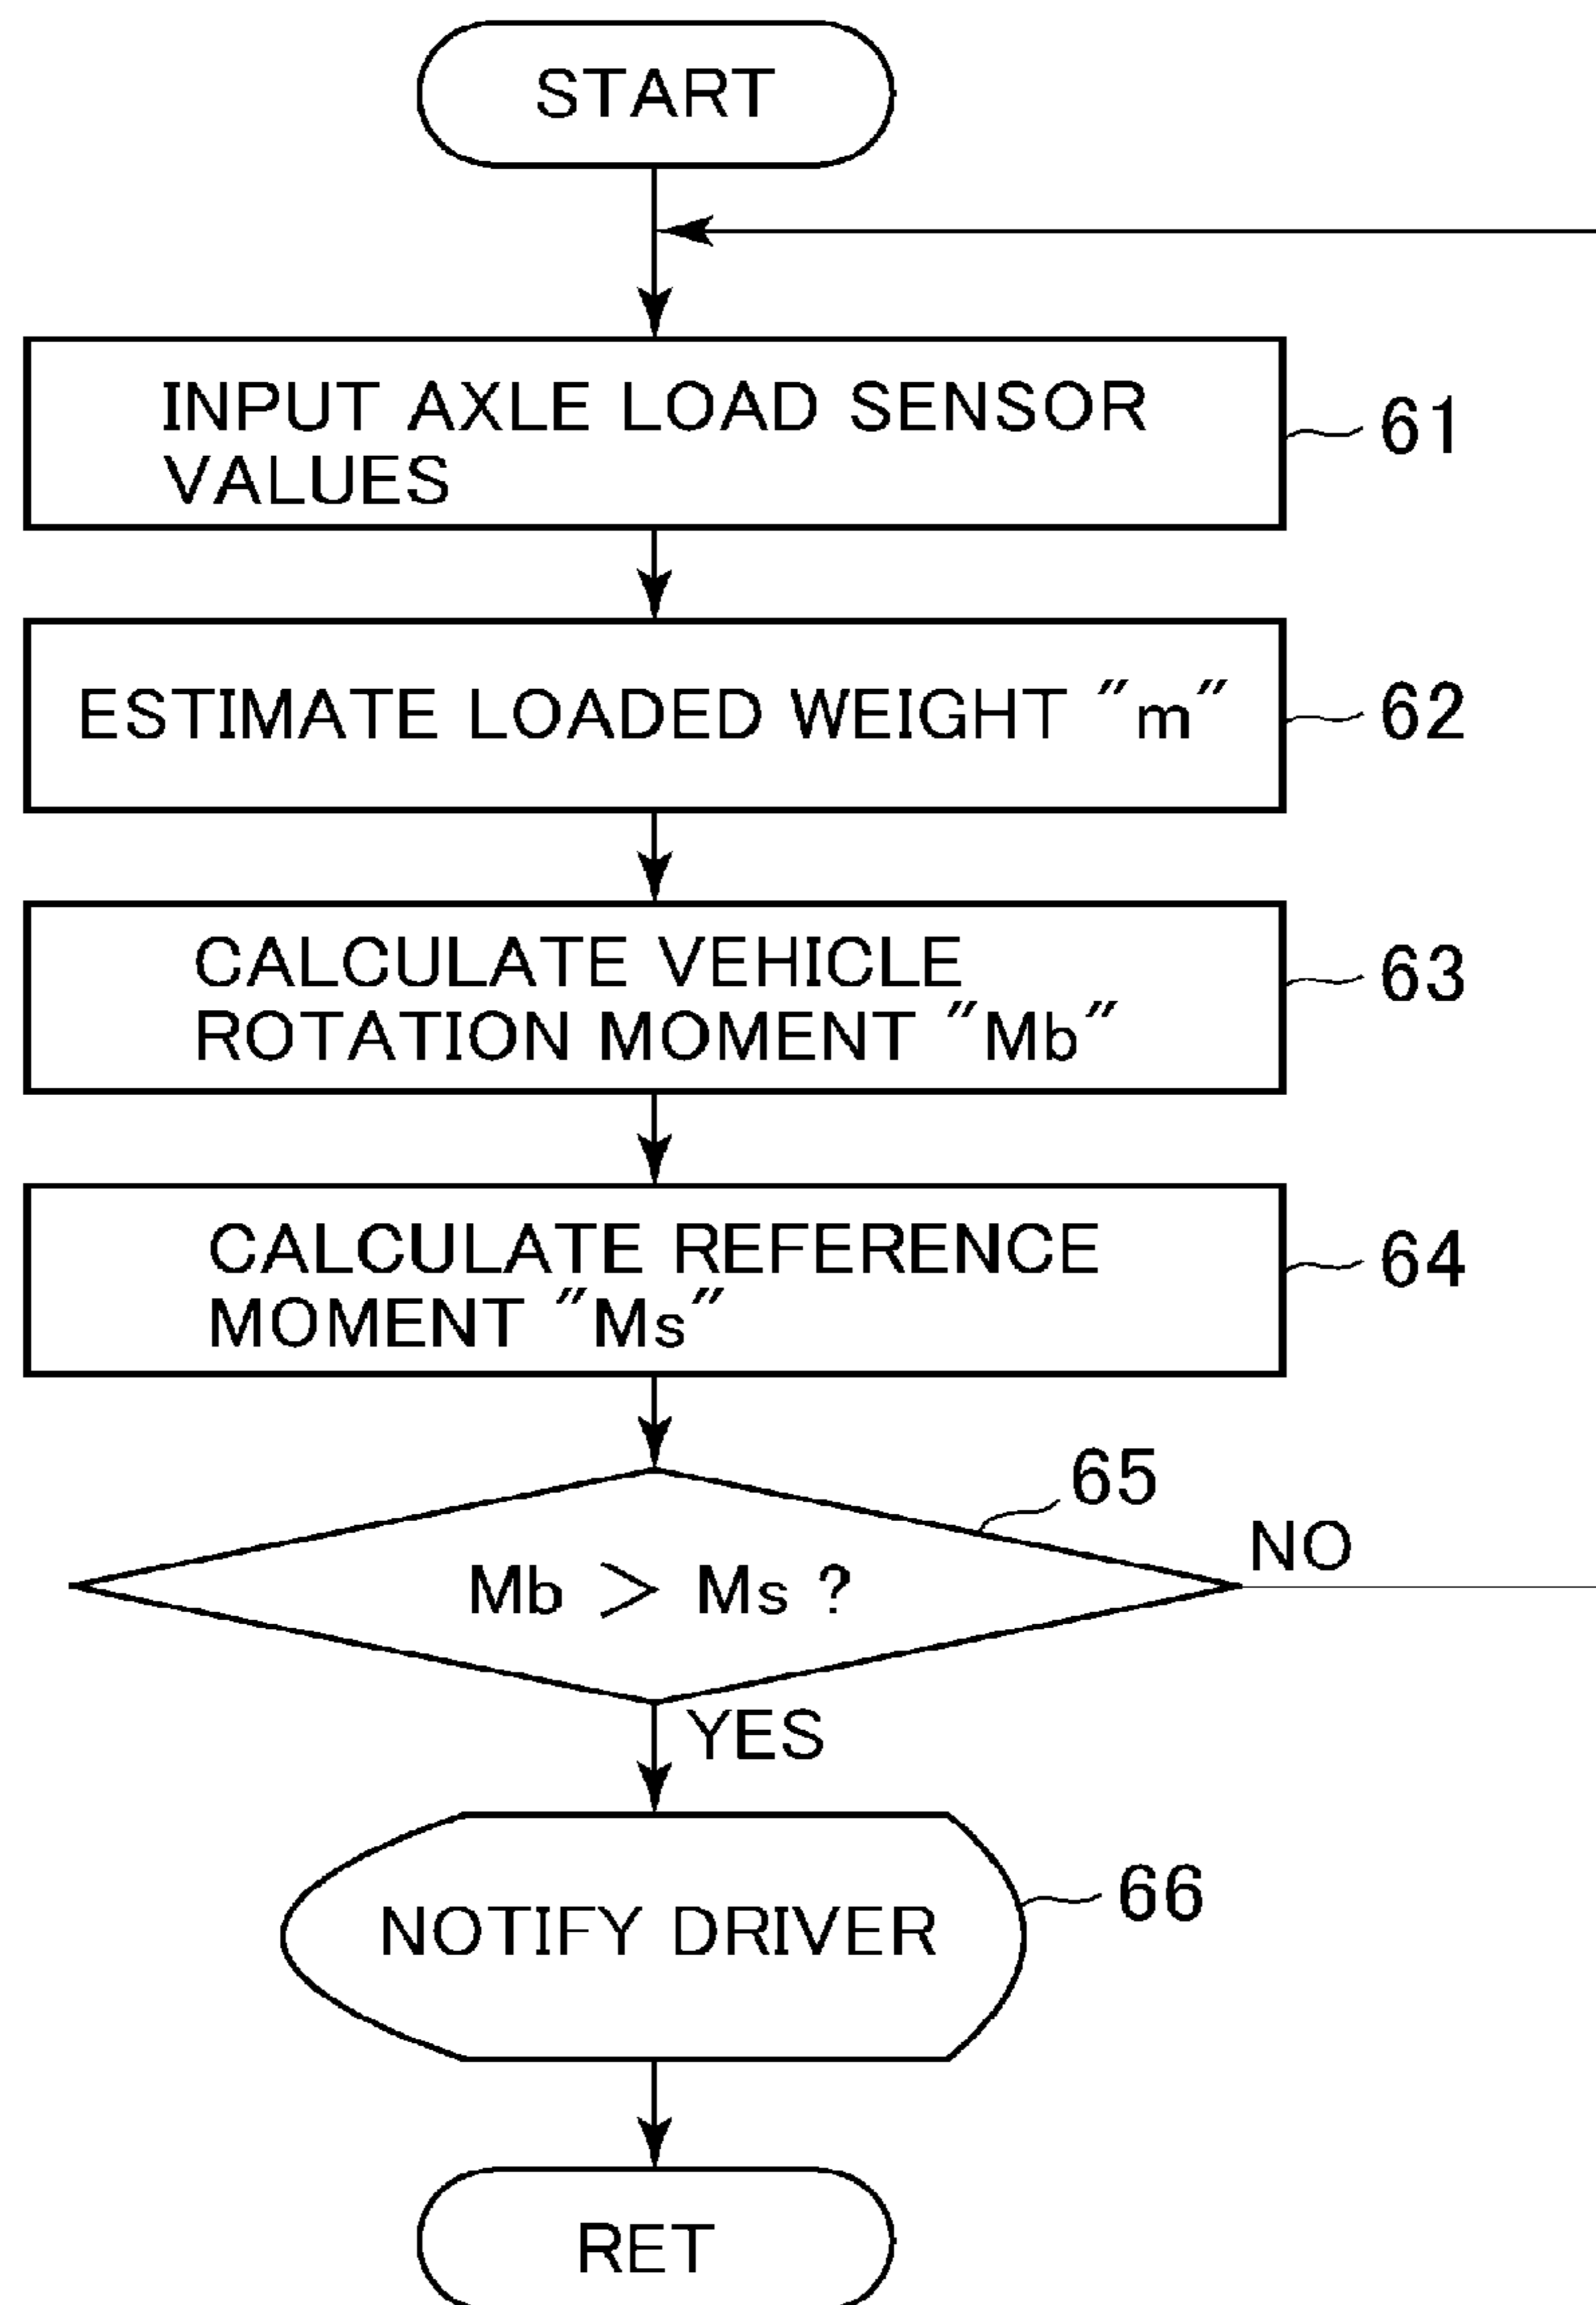 START
INPUT AXLE LOAD SENSOR
VALUES
61
ESTIMATE LOADED WEIGHT "m"
62
CALCULATE VEHICLE
ROTATION MOMENT "Mb"
63
CALCULATE REFERENCE
MOMENT "Ms"
64
65
Mb > Ms ?
NO
YES
NOTIFY DRIVER
66
RET